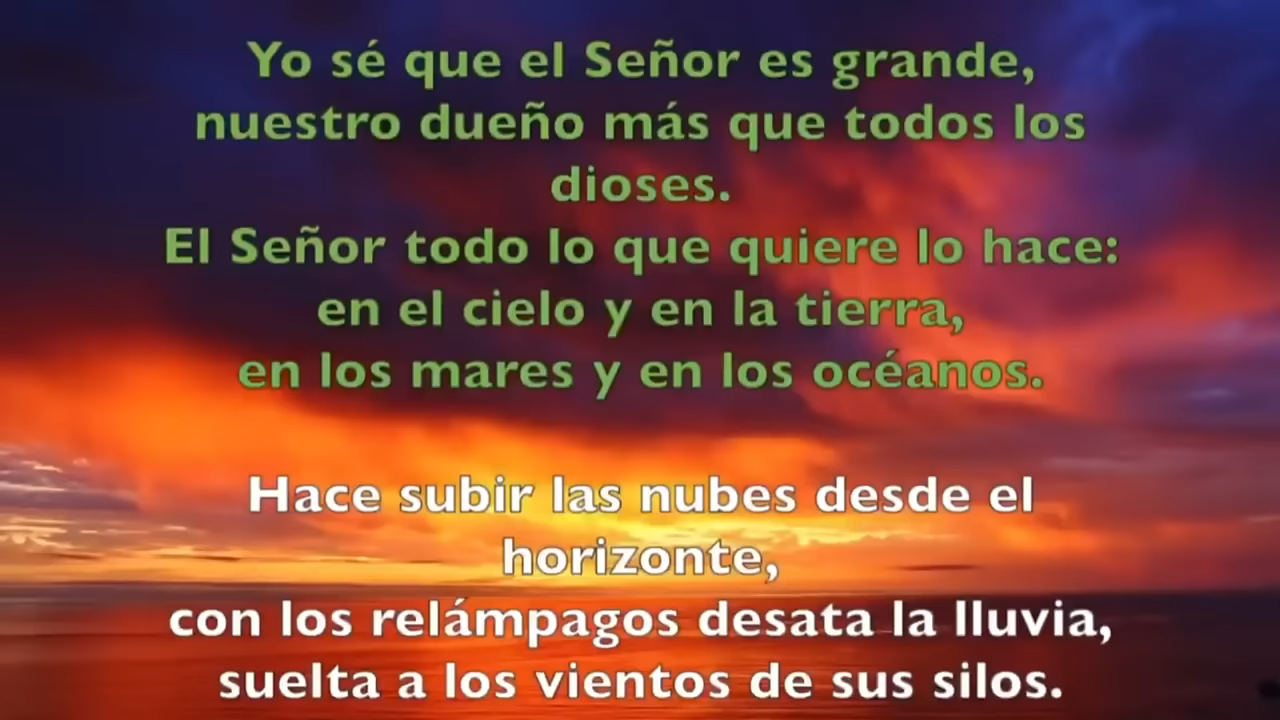 Yo sé que el Señor es grande,
nuestro dueño más que todos los
dioses.
El Señor todo lo que quiere lo hace:
en el cielo y en la tierra,
en los mares y en los océanos.
Hace subir las nubes desde el
horizonte,
con los relámpagos desata la lluvia,
suelta a los vientos de sus silos.